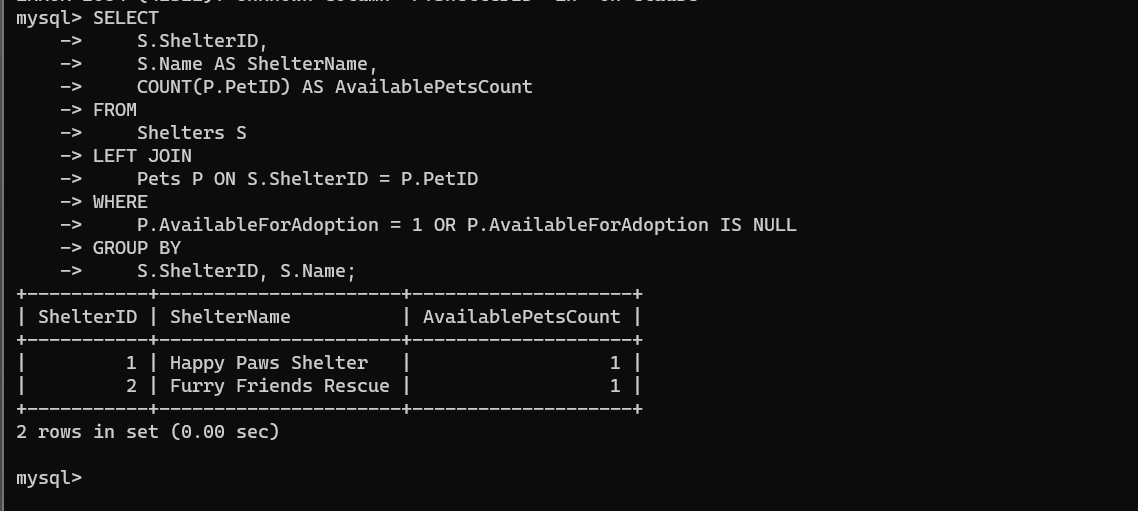 mysql> SELECT
    ->     S.ShelterID,
    ->     S.Name AS ShelterName,
    ->     COUNT(P.PetID) AS AvailablePetsCount
    -> FROM
    ->     Shelters S
    -> LEFT JOIN
    ->     Pets P ON S.ShelterID = P.PetID
    -> WHERE
    ->     P.AvailableForAdoption = 1 OR P.AvailableForAdoption IS NULL
    -> GROUP BY
    ->     S.ShelterID, S.Name;
+-----------+----------------------+--------------------+
| ShelterID | ShelterName          | AvailablePetsCount |
+-----------+----------------------+--------------------+
|         1 | Happy Paws Shelter   |                  1 |
|         2 | Furry Friends Rescue |                  1 |
+-----------+----------------------+--------------------+
2 rows in set (0.00 sec)
mysql>